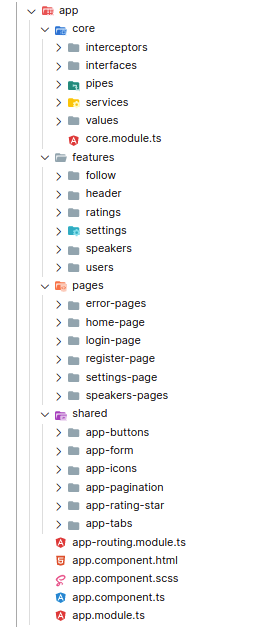 app
core
interceptors
interfaces
pipes
services
values
core.module.ts
features
follow
header
ratings
settings
speakers
users
pages
error-pages
home-page
login-page
register-page
settings-page
speakers-pages
shared
app-buttons
app-form
app-icons
app-pagination
app-rating-star
app-tabs
app-routing.module.ts
app.component.html
app.component.scss
app.component.ts
app.module.ts